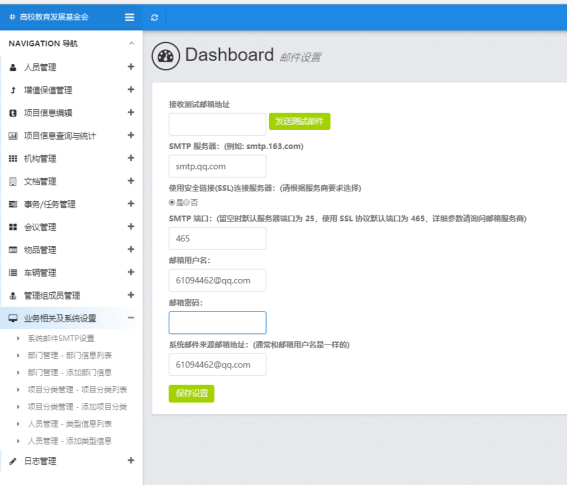 高校教育发展基金会
NAVIGATION 导航
人员管理
增值保值管理
项目信息编辑
项目信息查询与统计
机构管理
文档管理
事务/任务管理
会议管理
物品管理
车辆管理
管理组成员管理
业务相关及系统设置
系统邮件SMTP设置
部门管理 - 部门信息列表
部门管理 - 添加部门信息
项目分类管理 - 项目分类列表
项目分类管理 - 添加项目分类
人员管理 - 类型信息列表
人员管理 - 添加类型信息
日志管理
Dashboard 邮件设置
接收测试邮箱地址
发送测试邮件
SMTP 服务器：(例如: smtp.163.com)
smtp.qq.com
使用安全链接(SSL)连接服务器：(请根据服务商要求选择)
是 否
SMTP 端口：(留空时默认服务器端口为 25，使用 SSL 协议默认端口为 465，详细参数请询问邮箱服务商)
465
邮箱用户名：
61094462@qq.com
邮箱密码：
系统邮件来源邮箱地址：(通常和邮箱用户名是一样的)
61094462@qq.com
保存设置